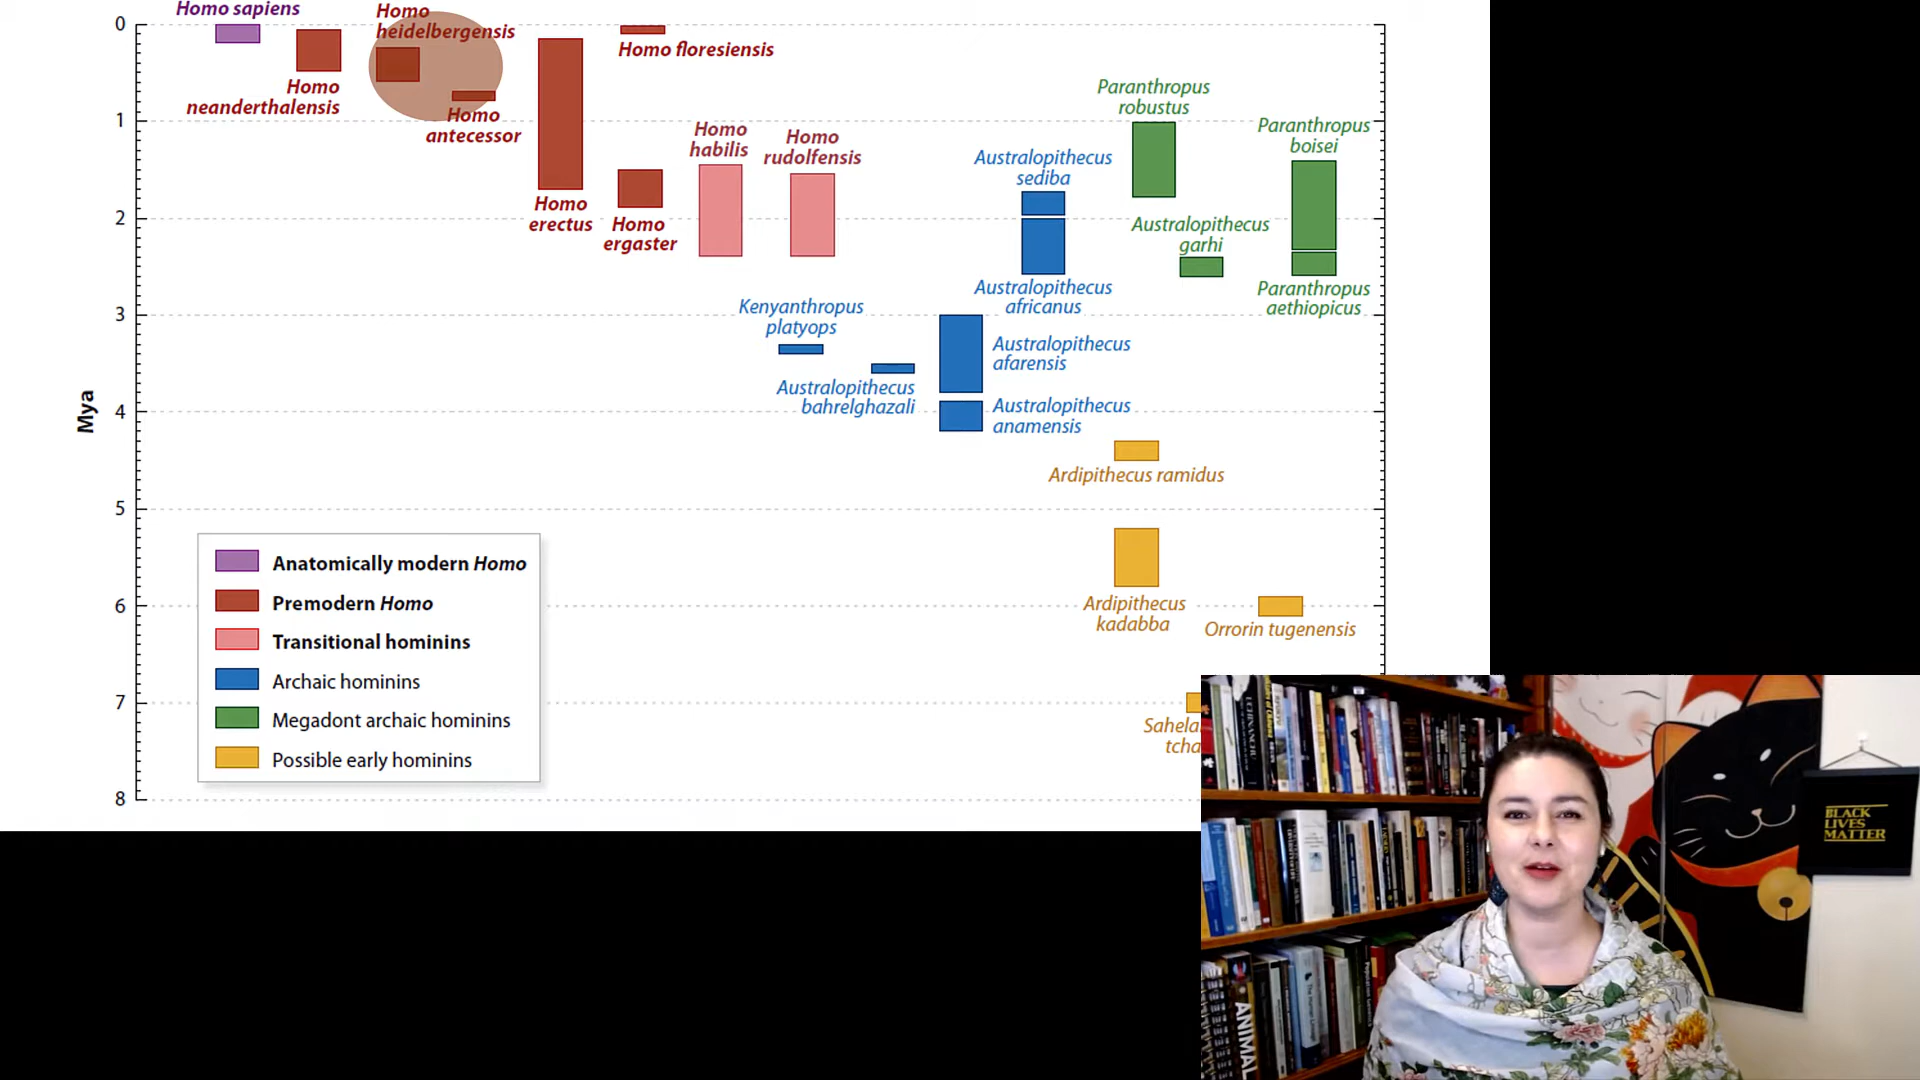 Homo sapiens
Homo
heidelbergensis
0
Homo floresiensis
Homo
neanderthalensis
Homo
antecessor
1
Homo
habilis
Homo
rudolfensis
Paranthropus
robustus
Paranthropus
boisei
Australopithecus
sediba
Homo
erectus
Homo
ergaster
2
Australopithecus
garhi
Australopithecus
africanus
Paranthropus
aethiopicus
Kenyanthropus
platyops
3
Australopithecus
afarensis
Australopithecus
bahrelghazali
Mya
4
Australopithecus
anamensis
Ardipithecus ramidus
5
Ardipithecus
kadabba
Orrorin tugenensis
6
7
Sahela
tcha
8
Anatomically modern Homo
Premodern Homo
Transitional hominins
Archaic hominins
Megadont archaic hominins
Possible early hominins
BLACK
LIVES
MATTER
ANIMAL